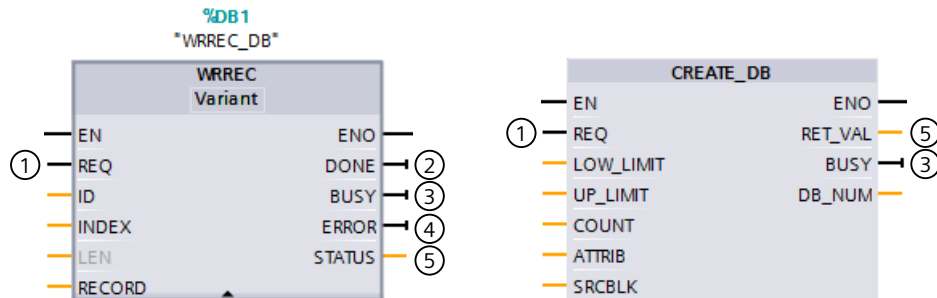 %DB1
"WRREC_DB"
WRREC
Variant
EN ENO
① REQ DONE ②
ID BUSY ③
INDEX ERROR ④
LEN STATUS ⑤
RECORD
CREATE_DB
EN ENO
① REQ RET_VAL ⑤
LOW_LIMIT BUSY ③
UP_LIMIT DB_NUM
COUNT
ATTRIB
SRCBLK